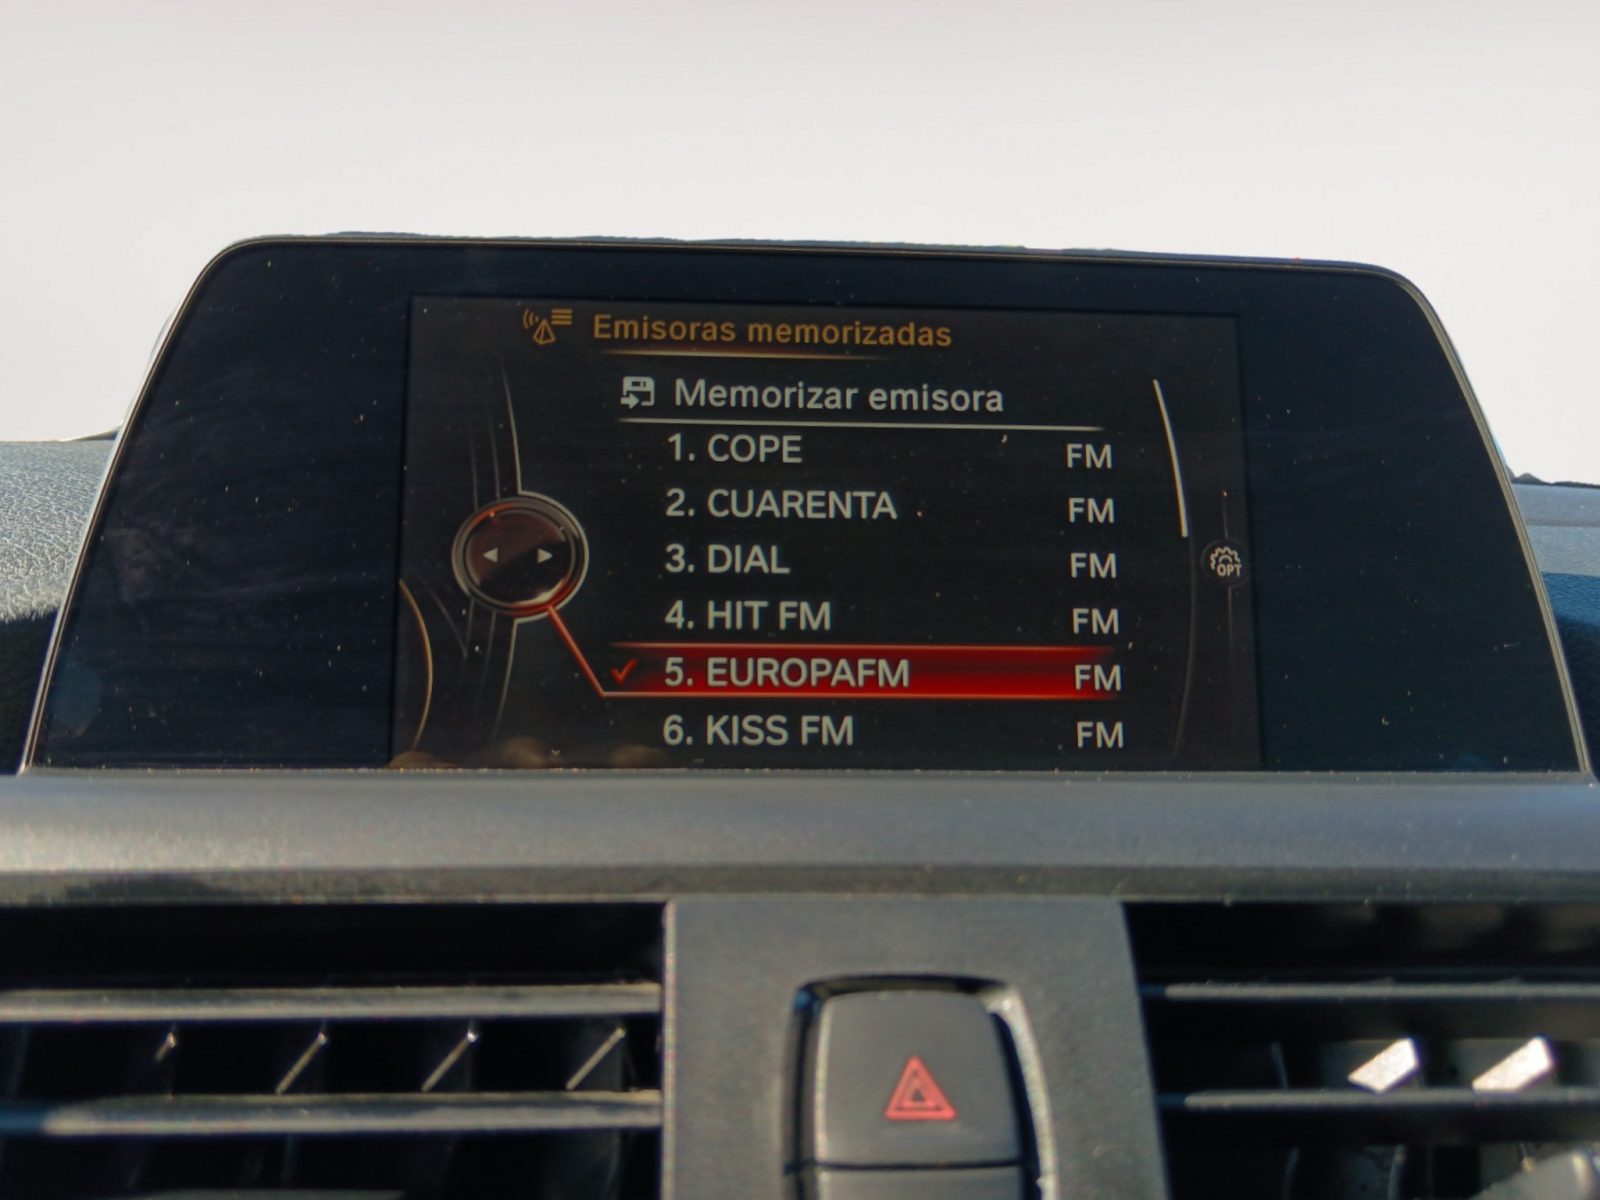 Emisoras memorizadas
Memorizar emisora
1. COPE FM
2. CUARENTA FM
3. DIAL FM
OPT
4. HIT FM FM
5. EUROPAFM FM
6. KISS FM FM